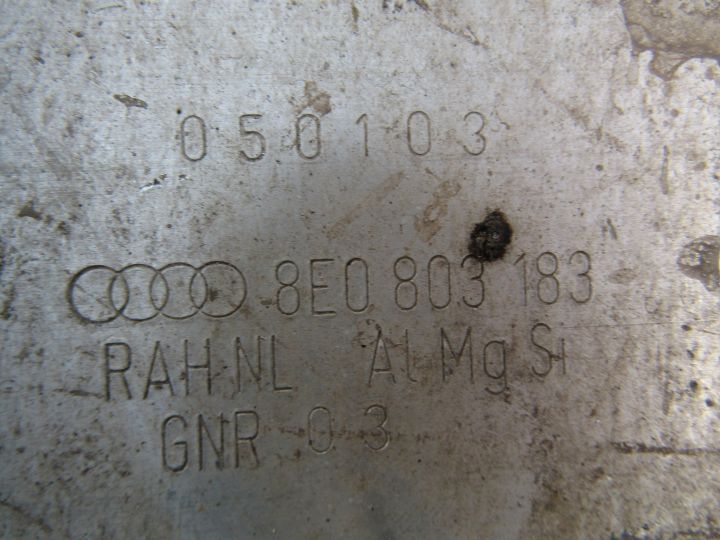 050103
8E0 803 183
RAH NL AlMgSi
GNR 03